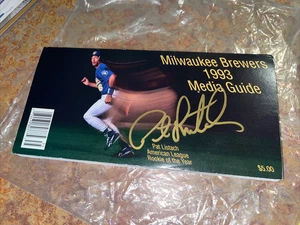 Milwaukee Brewers
1993
Media Guide
Pat Listach
American League
Rookie of the Year
$5.00